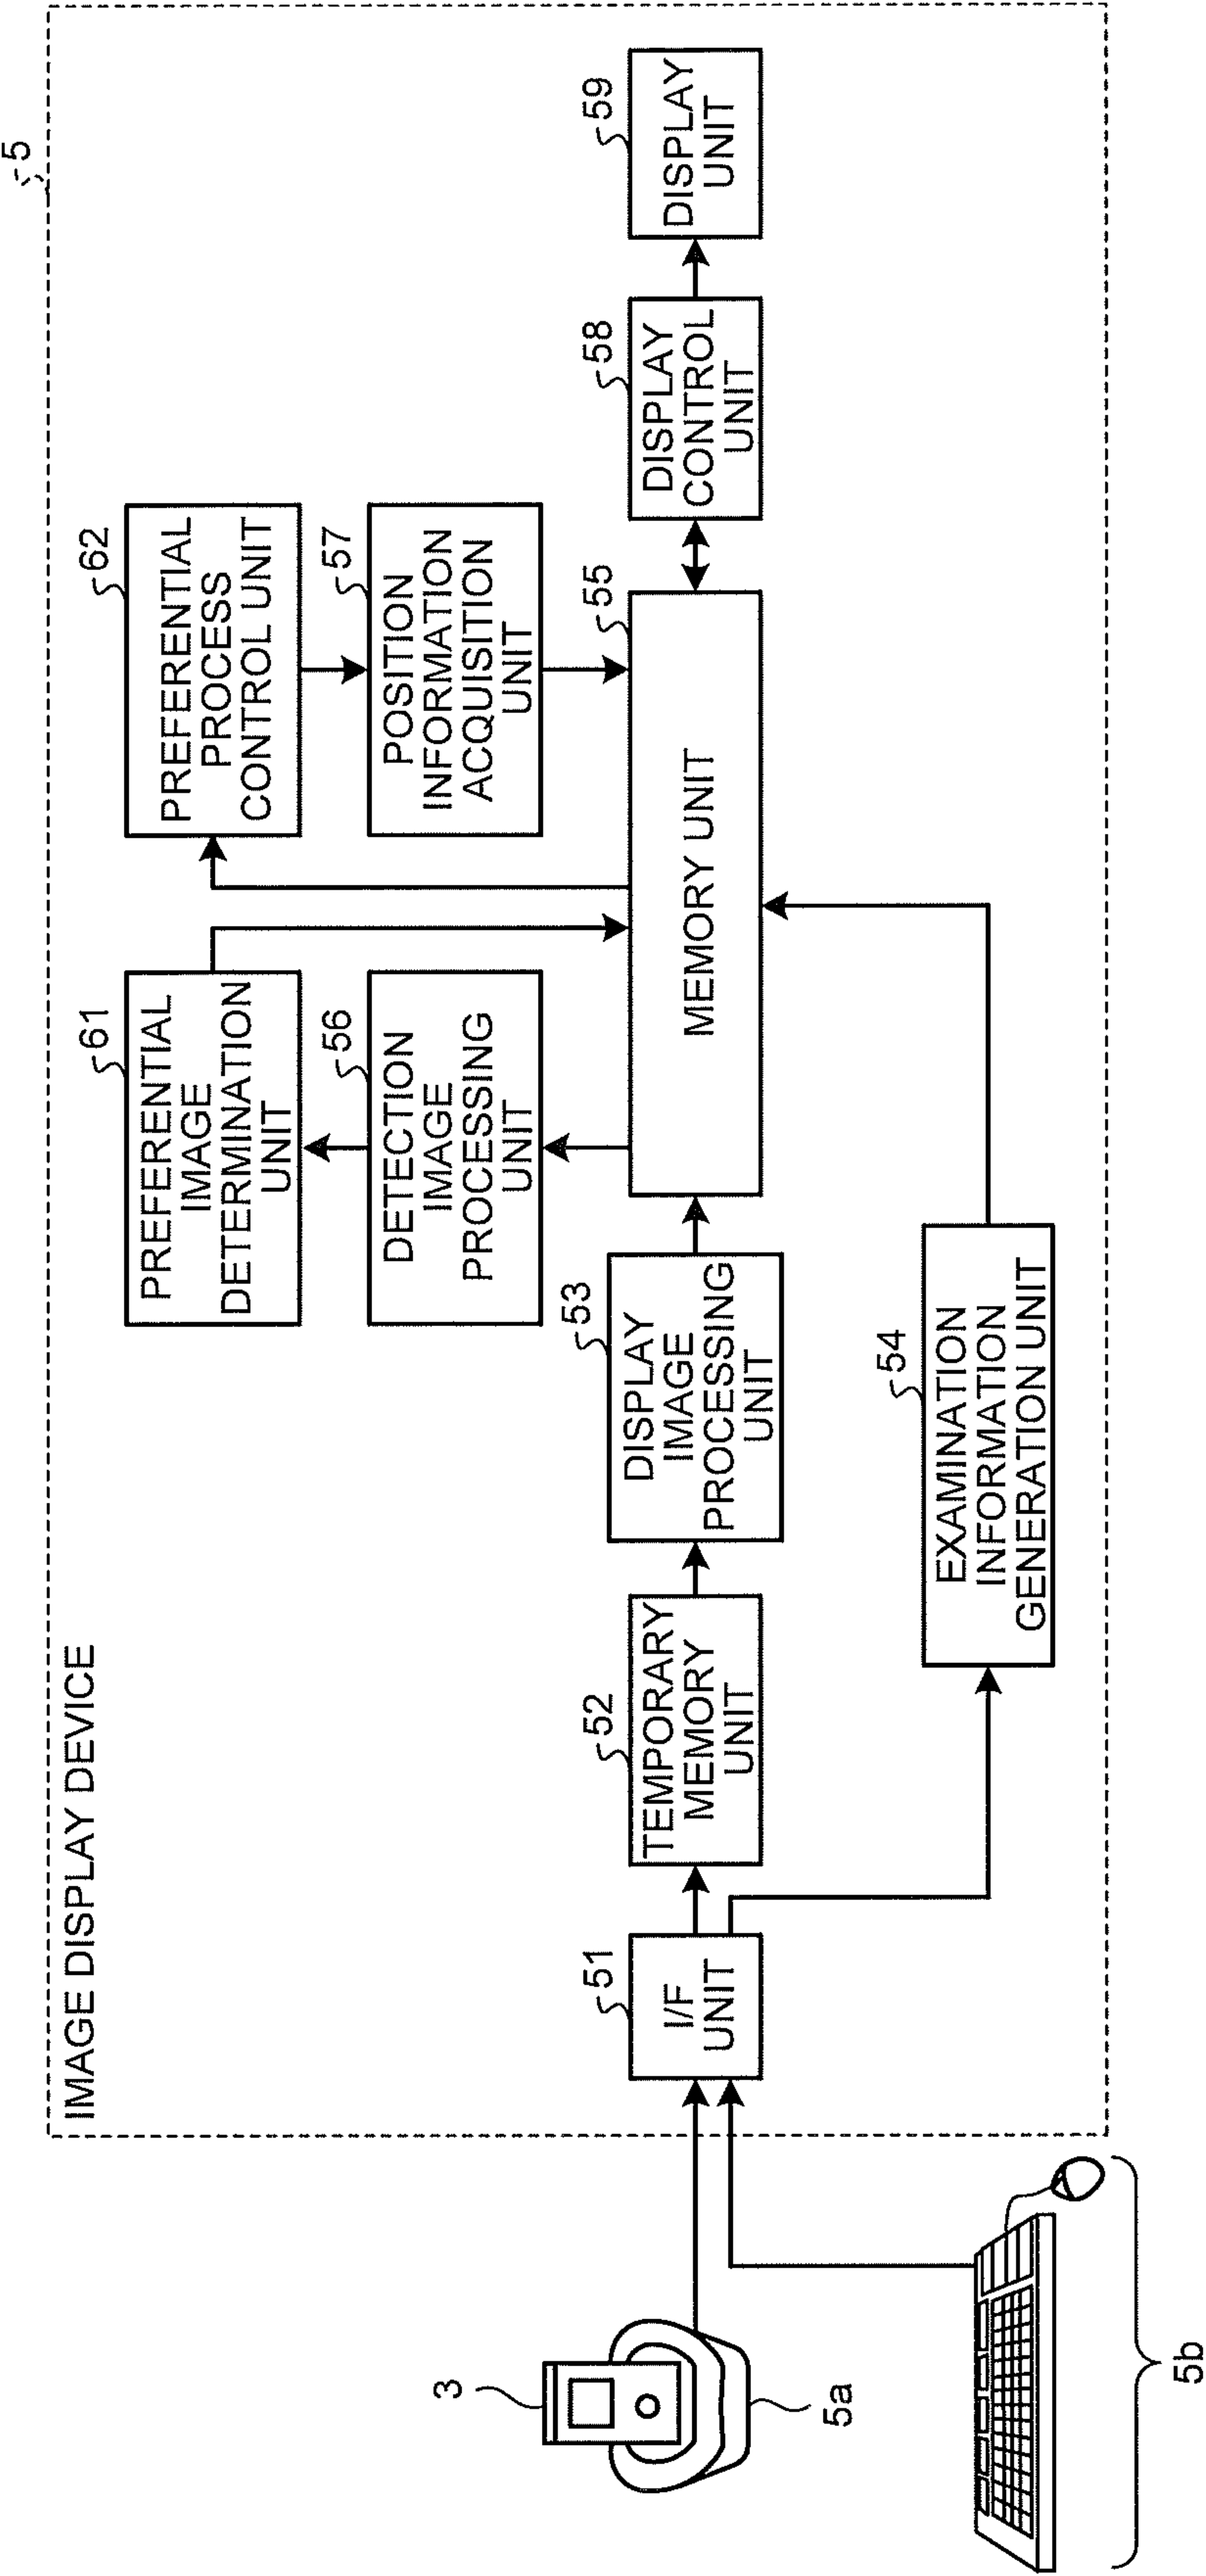 5
IMAGE DISPLAY DEVICE
61
PREFERENTIAL
IMAGE
DETERMINATION
UNIT
62
PREFERENTIAL
PROCESS
CONTROL UNIT
56
DETECTION
IMAGE
PROCESSING
UNIT
57
POSITION
INFORMATION
ACQUISITION
UNIT
3
5a
51
I/F
UNIT
52
TEMPORARY
MEMORY
UNIT
53
DISPLAY
IMAGE
PROCESSING
UNIT
55
MEMORY UNIT
58
DISPLAY
CONTROL
UNIT
59
DISPLAY
UNIT
54
EXAMINATION
INFORMATION
GENERATION UNIT
5b